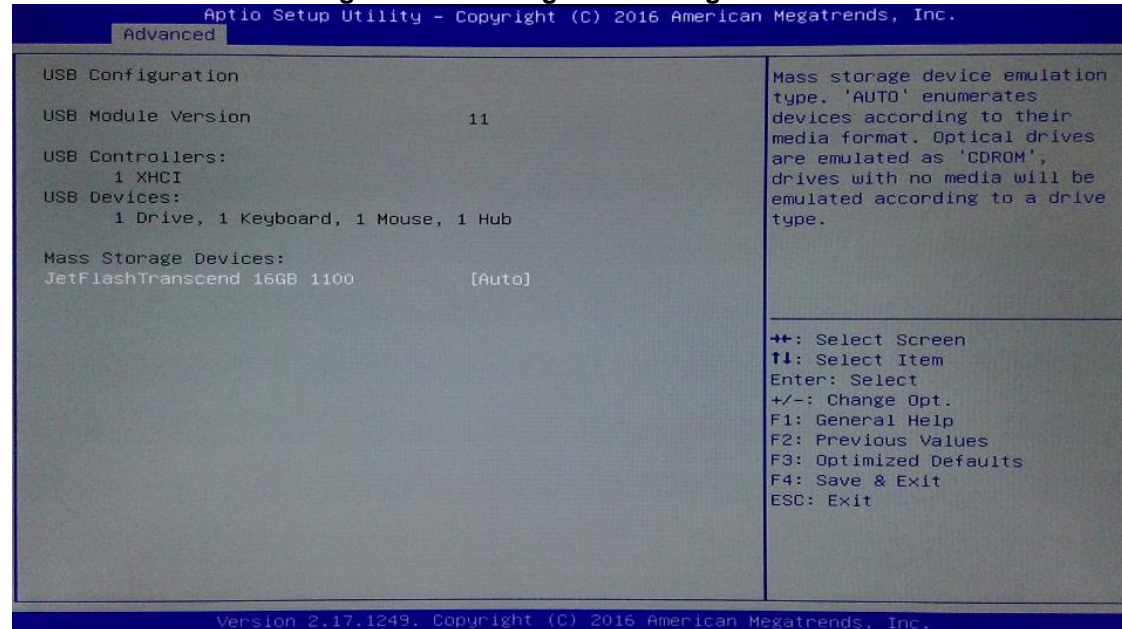 Aptio Setup Utility – Copyright (C) 2016 American Megatrends, Inc.
Advanced
USB Configuration
USB Module Version 11
USB Controllers:
1 XHCI
USB Devices:
1 Drive, 1 Keyboard, 1 Mouse, 1 Hub
Mass Storage Devices:
JetFlashTranscend 16GB 1100 [Auto]
Mass storage device emulation
type. 'AUTO' enumerates
devices according to their
media format. Optical drives
are emulated as 'CDROM',
drives with no media will be
emulated according to a drive
type.
→←: Select Screen
↑↓: Select Item
Enter: Select
+/-: Change Opt.
F1: General Help
F2: Previous Values
F3: Optimized Defaults
F4: Save & Exit
ESC: Exit
Version 2.17.1249. Copyright (C) 2016 American Megatrends, Inc.